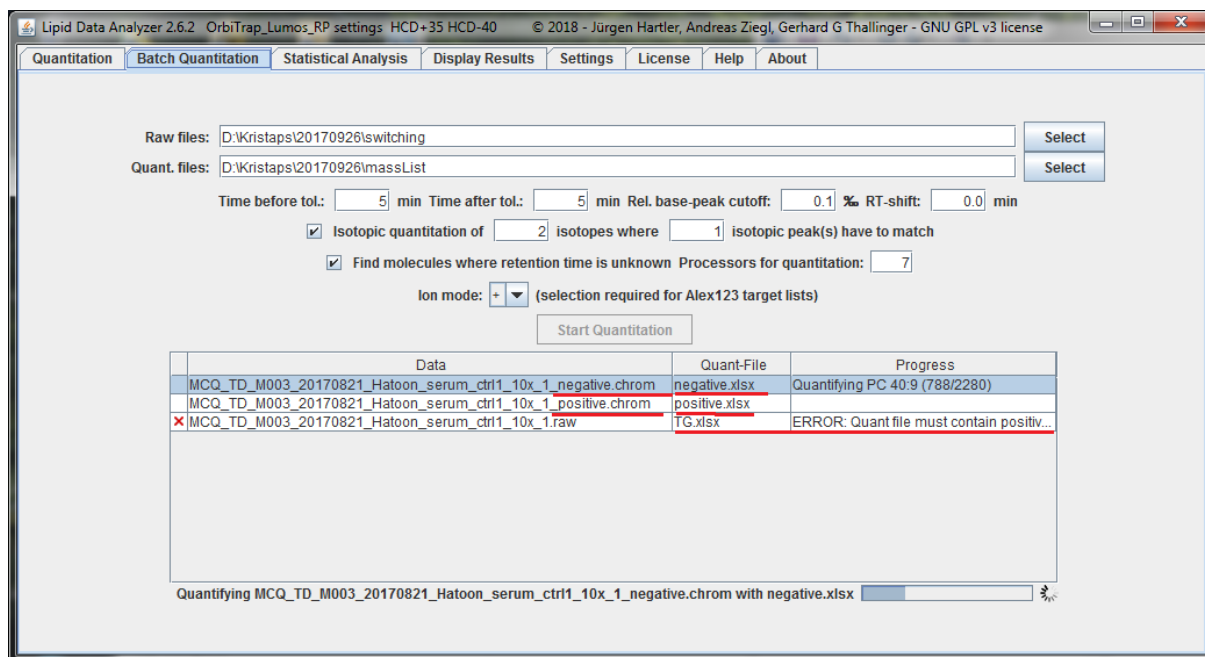 Lipid Data Analyzer 2.6.2 OrbiTrap_Lumos_RP settings HCD+35 HCD-40 © 2018 - Jürgen Hartler, Andreas Ziegl, Gerhard G Thallinger - GNU GPL v3 license
Quantitation Batch Quantitation Statistical Analysis Display Results Settings License Help About
Raw files: D:\Kristaps\20170926\switching Select
Quant. files: D:\Kristaps\20170926\massList Select
Time before tol.: 5 min Time after tol.: 5 min Rel. base-peak cutoff: 0.1 ‰ RT-shift: 0.0 min
Isotopic quantitation of 2 isotopes where 1 isotopic peak(s) have to match
Find molecules where retention time is unknown Processors for quantitation: 7
Ion mode: + (selection required for Alex123 target lists)
Start Quantitation
Data Quant-File Progress
MCQ_TD_M003_20170821_Hatoon_serum_ctrl1_10x_1_negative.chrom negative.xlsx Quantifying PC 40:9 (788/2280)
MCQ_TD_M003_20170821_Hatoon_serum_ctrl1_10x_1_positive.chrom positive.xlsx
MCQ_TD_M003_20170821_Hatoon_serum_ctrl1_10x_1.raw TG.xlsx ERROR: Quant file must contain positiv...
Quantifying MCQ_TD_M003_20170821_Hatoon_serum_ctrl1_10x_1_negative.chrom with negative.xlsx